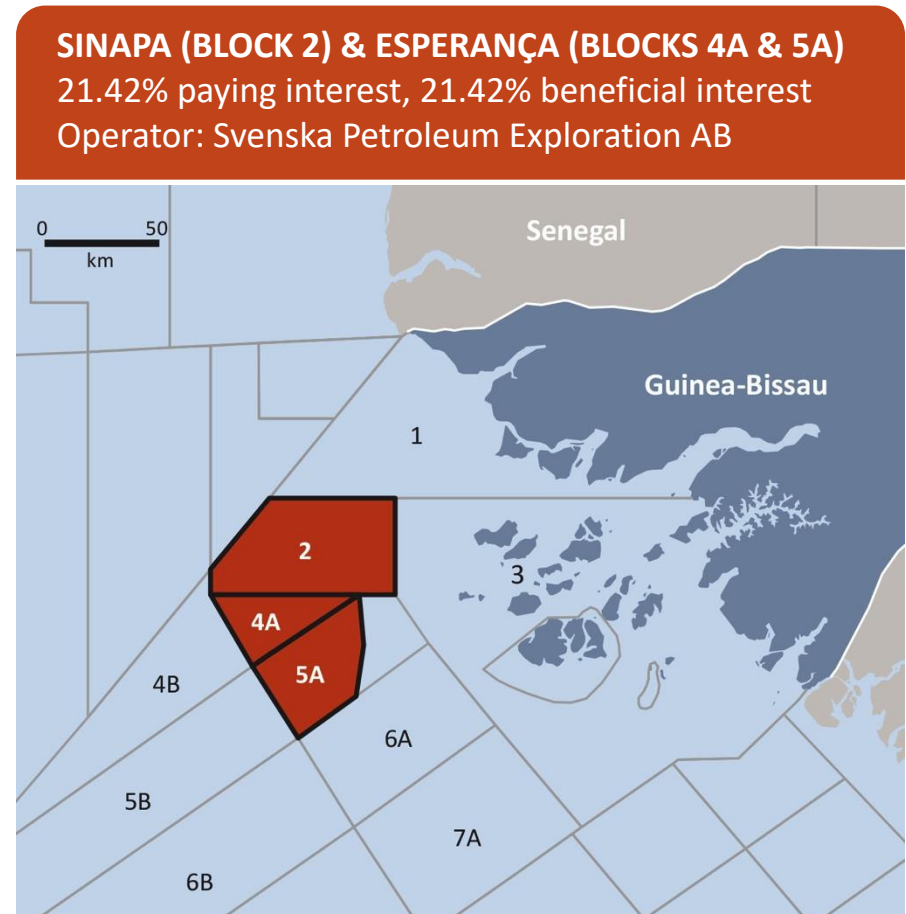 SINAPA (BLOCK 2) & ESPERANÇA (BLOCKS 4A & 5A)
21.42% paying interest, 21.42% beneficial interest
Operator: Svenska Petroleum Exploration AB
0 50
km
Senegal
Guinea-Bissau
1
2
3
4A
5A
4B
6A
5B
7A
6B